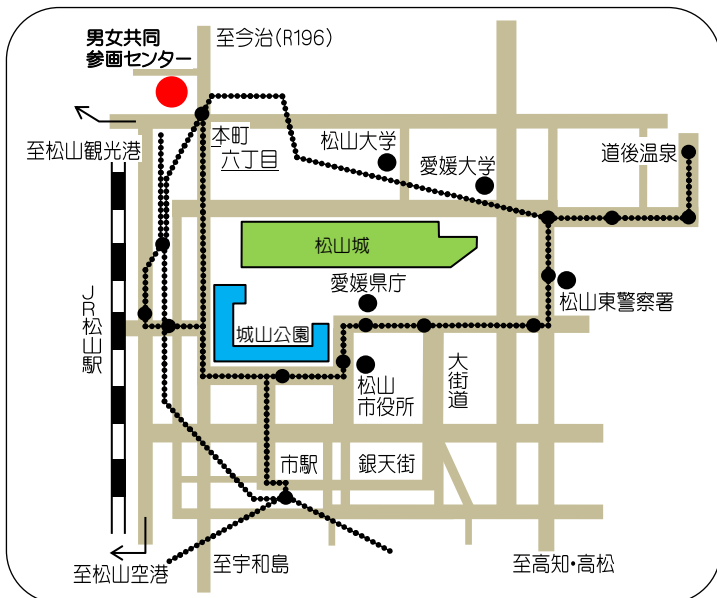 男女共同
参画センター
至今治(R196)
本町
六丁目
松山大学
愛媛大学
道後温泉
至松山観光港
松山城
愛媛県庁
松山東警察署
JR松山駅
城山公園
松山
市役所
大街道
市駅
銀天街
至松山空港
至宇和島
至高知・高松